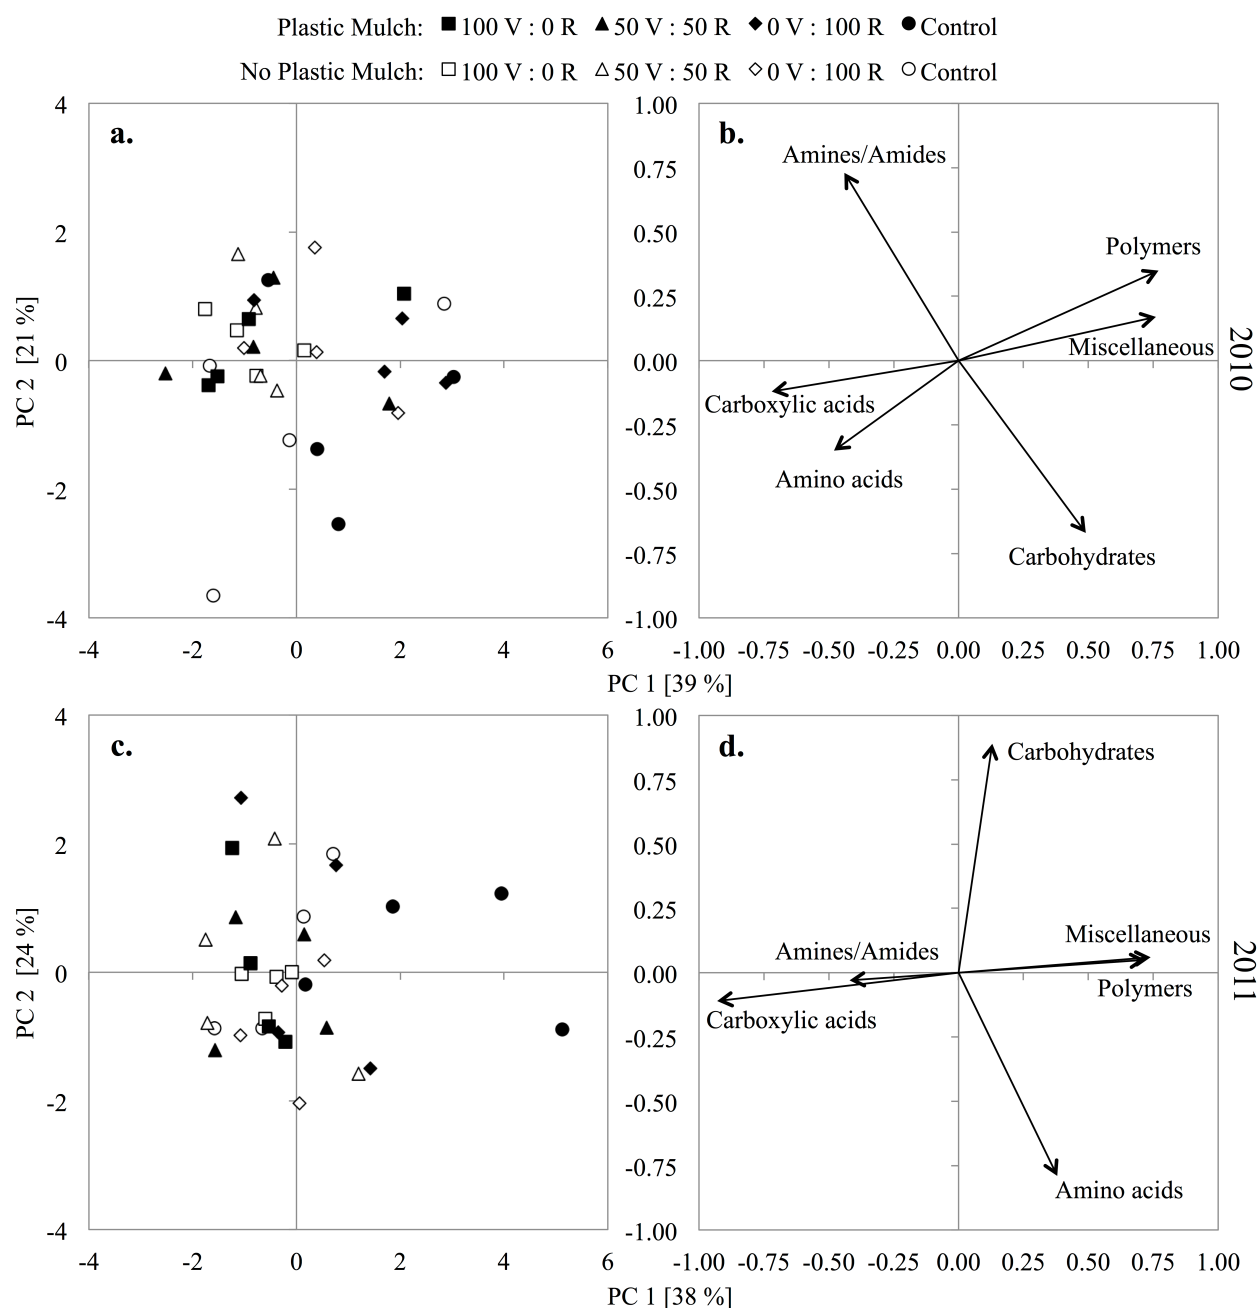 Plastic Mulch: 100 V : 0 R 50 V : 50 R 0 V : 100 R Control
No Plastic Mulch: 100 V : 0 R 50 V : 50 R 0 V : 100 R Control
a.
4
2
0
-2
-4
-4 -2 0 2 4 6
PC 2 [21 %]
b.
1.00
0.75
0.50
0.25
0.00
-0.25
-0.50
-0.75
-1.00
-1.00 -0.75 -0.50 -0.25 0.00 0.25 0.50 0.75 1.00
Amines/Amides
Polymers
Miscellaneous
Carboxylic acids
Amino acids
Carbohydrates
2010
PC 1 [39 %]
c.
4
2
0
-2
-4
-4 -2 0 2 4 6
PC 2 [24 %]
d.
1.00
0.75
0.50
0.25
0.00
-0.25
-0.50
-0.75
-1.00
-1.00 -0.75 -0.50 -0.25 0.00 0.25 0.50 0.75 1.00
Carbohydrates
Miscellaneous
Amines/Amides
Polymers
Carboxylic acids
Amino acids
2011
PC 1 [38 %]